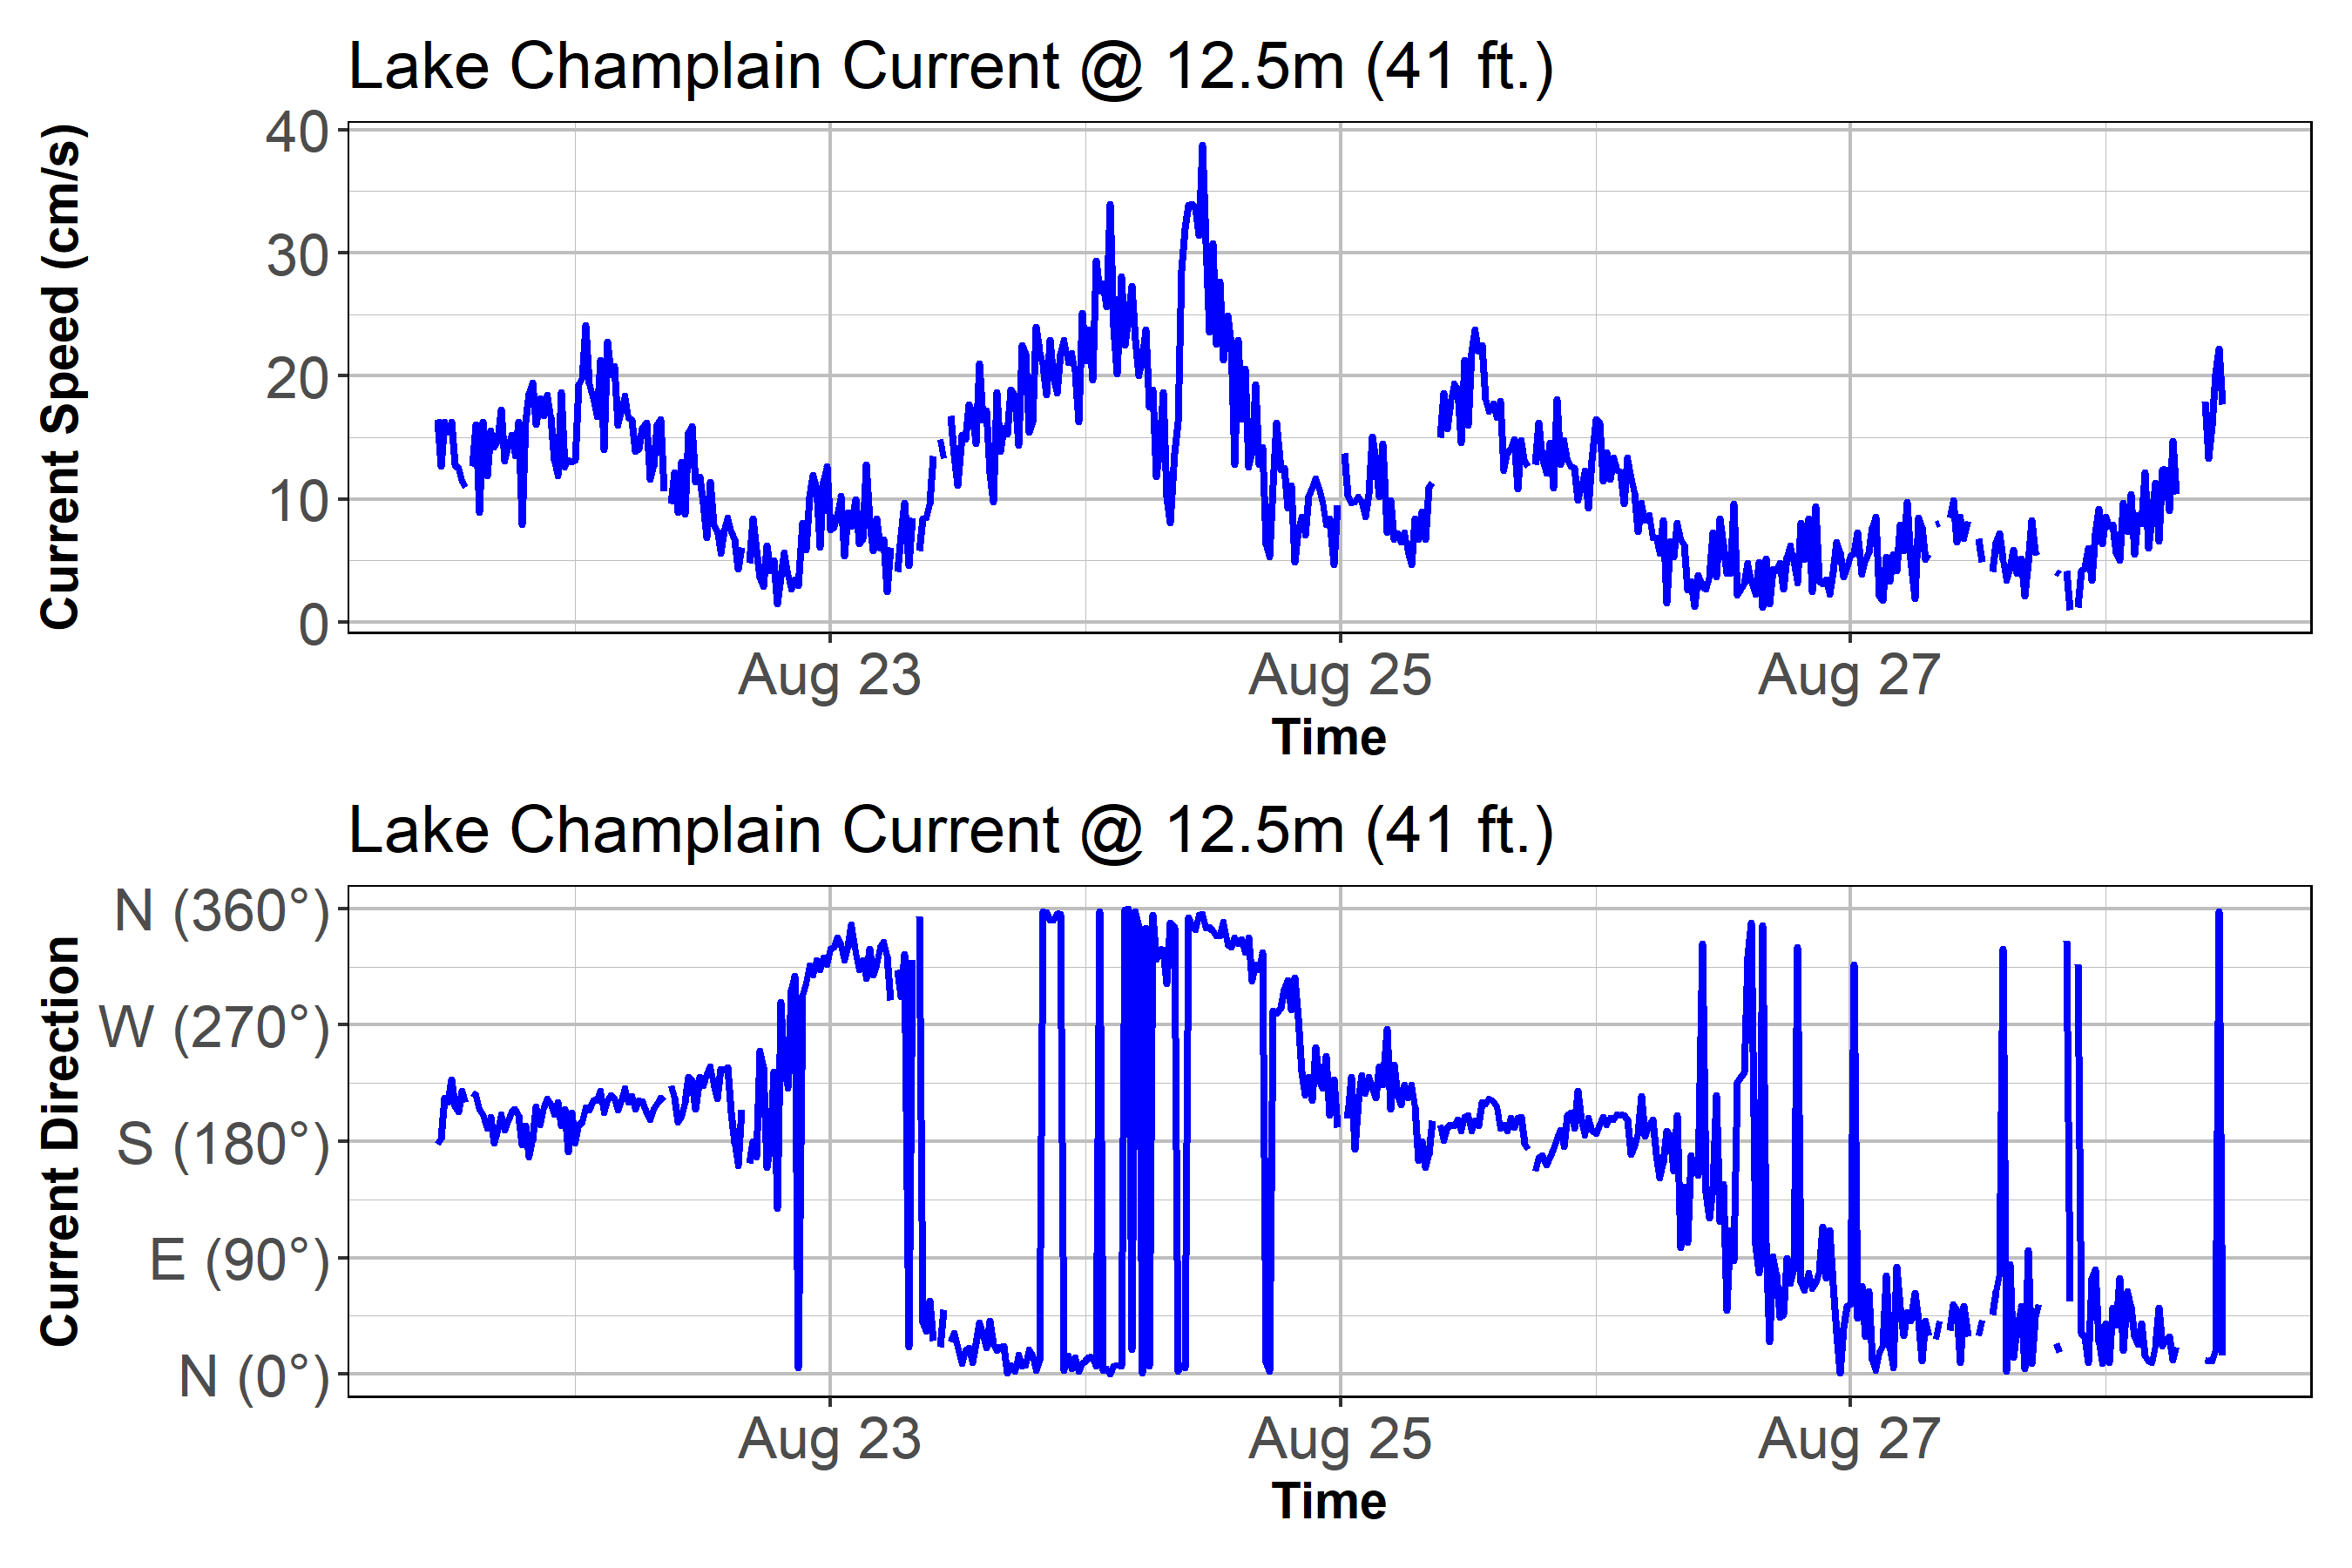 Lake Champlain Current @ 12.5m (41 ft.)
Current Speed (cm/s)
40
30
20
10
0
Aug 23 Aug 25 Aug 27
Time
Lake Champlain Current @ 12.5m (41 ft.)
Current Direction
N (360°)
W (270°)
S (180°)
E (90°)
N (0°)
Aug 23 Aug 25 Aug 27
Time